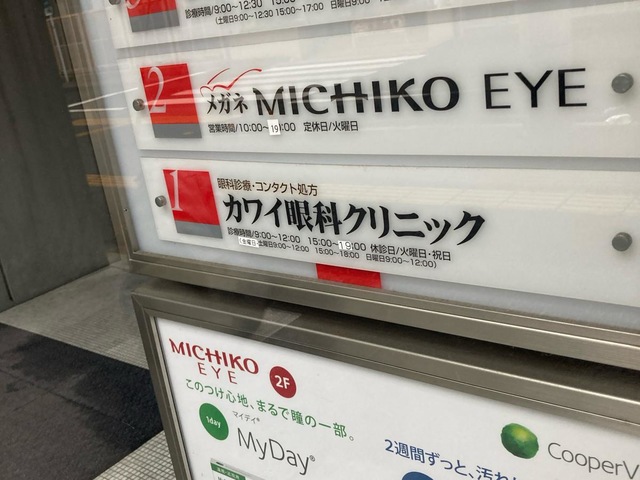 診療時間/9:00~12:30 15:
(土曜日9:00~12:30 15:00~17:00 日曜日9:00~12:
2
メガネ MICHIKO EYE
営業時間/10:00~19:00 定休日/火曜日
1
眼科診療・コンタクト処方
カワイ眼科クリニック
診療時間/9:00~12:00 15:00~19:00 休診日/火曜日・祝日
(金曜日・土曜日9:00~12:00 15:00~18:00 日曜日9:00~12:00)
MICHIKO
EYE
2F
このつけ心地、まるで瞳の一部。
1day
マイデイ®
MyDay®
2週間ずっと、汚れ
CooperV